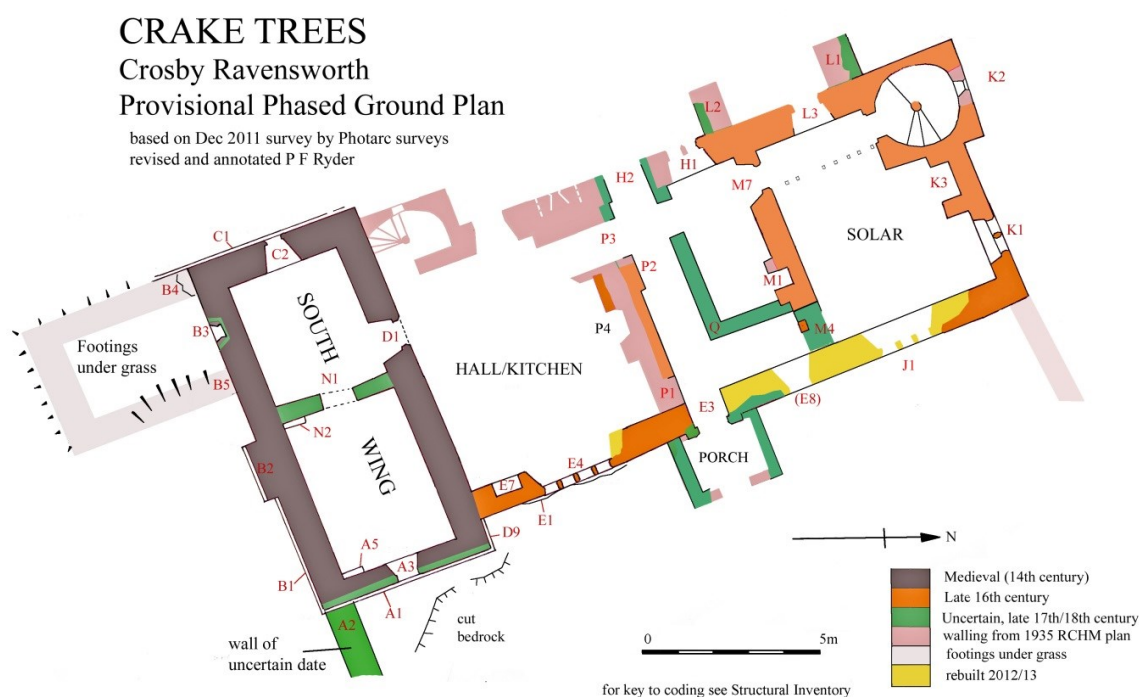 CRAKE TREES
Crosby Ravensworth
Provisional Phased Ground Plan
based on Dec 2011 survey by Photarc surveys
revised and annotated P F Ryder
L1
K2
L2
L3
H1
H2
M7
K3
P3
C1
C2
SOLAR
K1
B4
P2
M1
SOUTH
B3
D1
P4
Q
M4
Footings
under grass
N1
HALL/KITCHEN
J1
B5
P1
E3
(E8)
N2
PORCH
B2
WING
E4
E7
E1
D9
N
A5
A3
B1
A1
A2
cut
bedrock
wall of
uncertain date
0
5m
Medieval (14th century)
Late 16th century
Uncertain, late 17th/18th century
walling from 1935 RCHM plan
footings under grass
rebuilt 2012/13
for key to coding see Structural Inventory